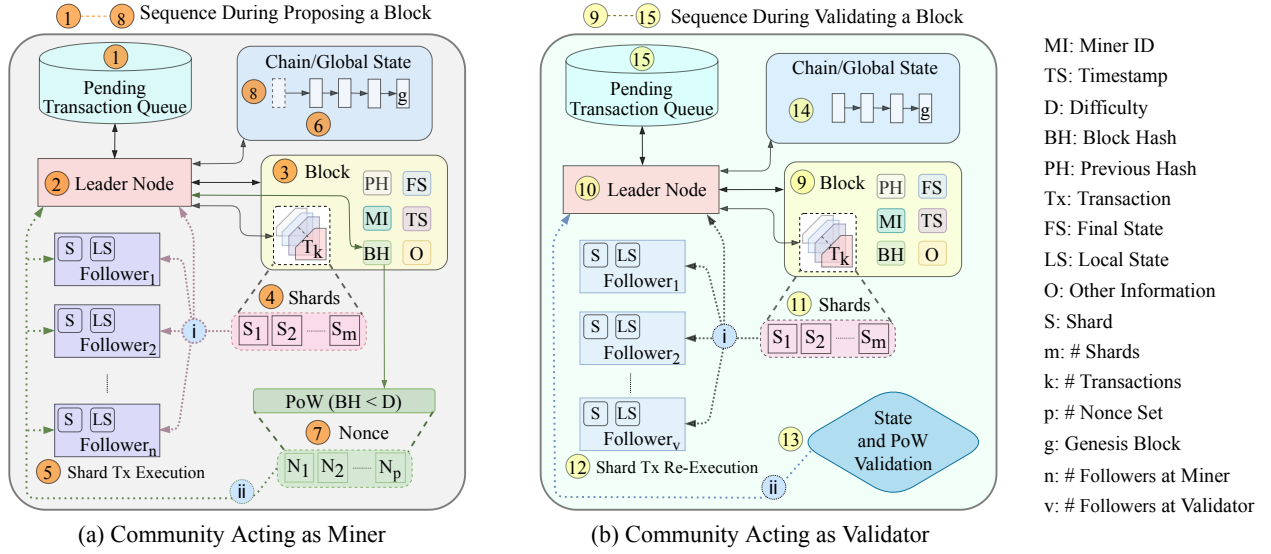 1 8 Sequence During Proposing a Block
1
Pending
Transaction Queue
Chain/Global State
8
g
6
2 Leader Node
3 Block
PH FS
MI TS
BH O
Tk
S LS
Follower1
4 Shards
S1 S2 Sm
i
S LS
Follower2
S LS
Followern
PoW (BH < D)
7 Nonce
N1 N2 Np
5 Shard Tx Execution
ii
(a) Community Acting as Miner
9 15 Sequence During Validating a Block
15
Pending
Transaction Queue
Chain/Global State
14
g
10 Leader Node
9 Block
PH FS
MI TS
BH O
Tk
S LS
Follower1
11 Shards
S1 S2 Sm
i
S LS
Follower2
S LS
Followerv
State
and PoW
Validation
13
12 Shard Tx Re-Execution
ii
(b) Community Acting as Validator
MI: Miner ID
TS: Timestamp
D: Difficulty
BH: Block Hash
PH: Previous Hash
Tx: Transaction
FS: Final State
LS: Local State
O: Other Information
S: Shard
m: # Shards
k: # Transactions
p: # Nonce Set
g: Genesis Block
n: # Followers at Miner
v: # Followers at Validator